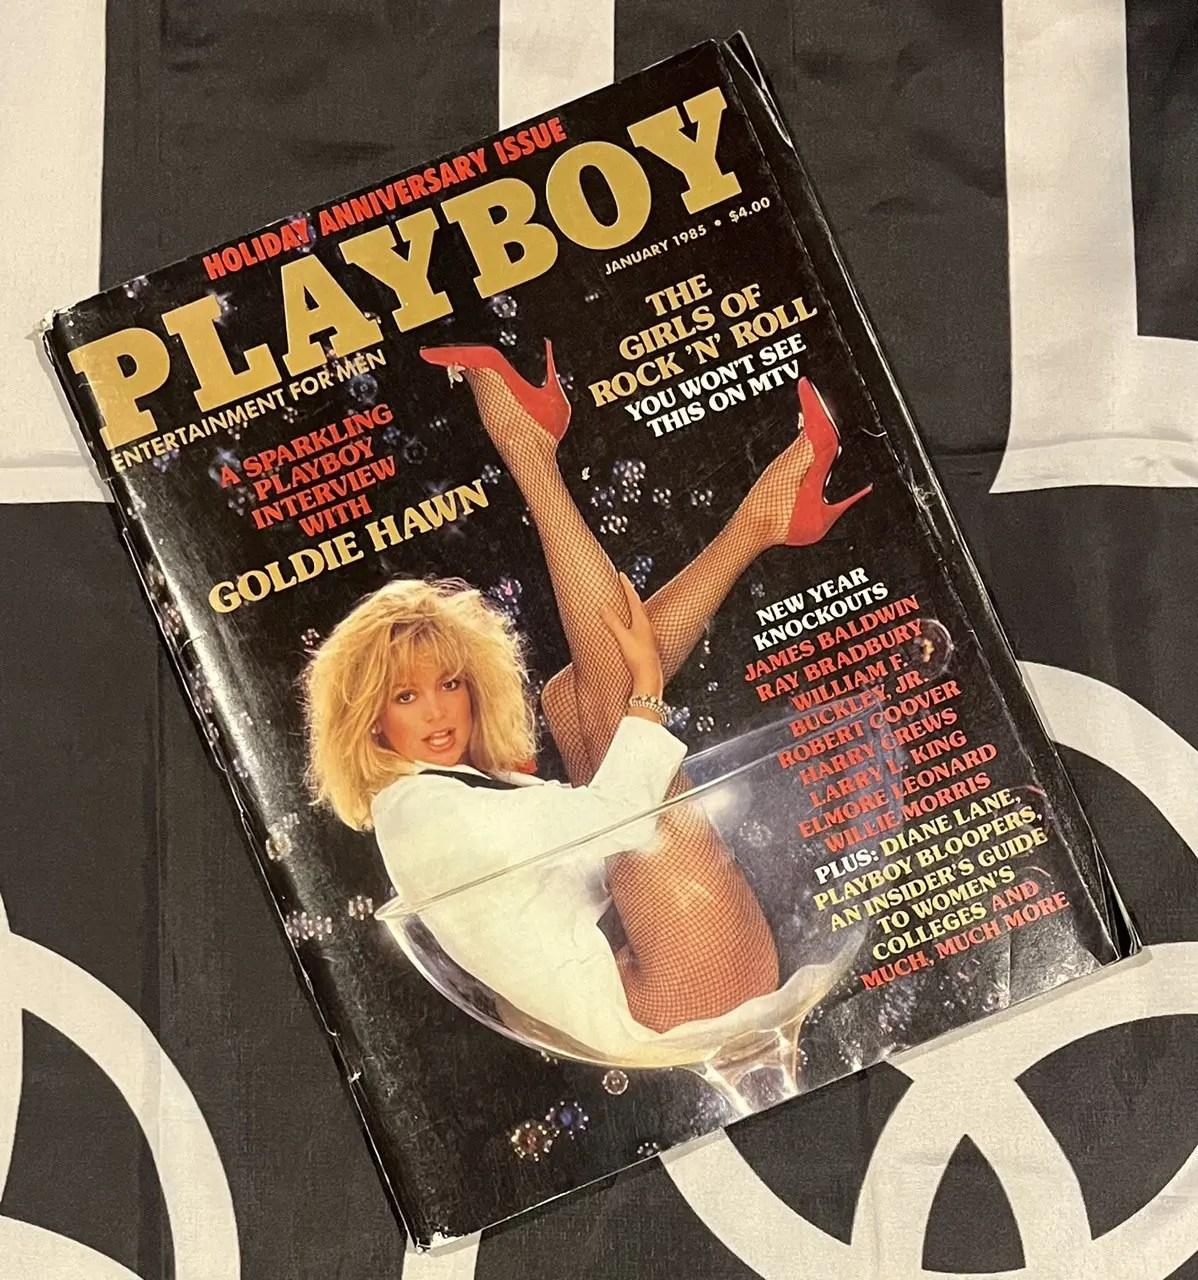 HOLIDAY ANNIVERSARY ISSUE
PLAYBOY
ENTERTAINMENT FOR MEN
JANUARY 1985 • $4.00
THE
GIRLS OF
ROCK 'N' ROLL
YOU WON'T SEE
THIS ON MTV
A SPARKLING
PLAYBOY
INTERVIEW
WITH
GOLDIE HAWN
NEW YEAR
KNOCKOUTS
JAMES BALDWIN
RAY BRADBURY
WILLIAM F.
BUCKLEY, JR.
ROBERT COOVER
HARRY CREWS
LARRY L. KING
ELMORE LEONARD
WILLIE MORRIS
PLUS: DIANE LANE,
PLAYBOY BLOOPERS,
AN INSIDER'S GUIDE
TO WOMEN'S
COLLEGES AND
MUCH, MUCH MORE